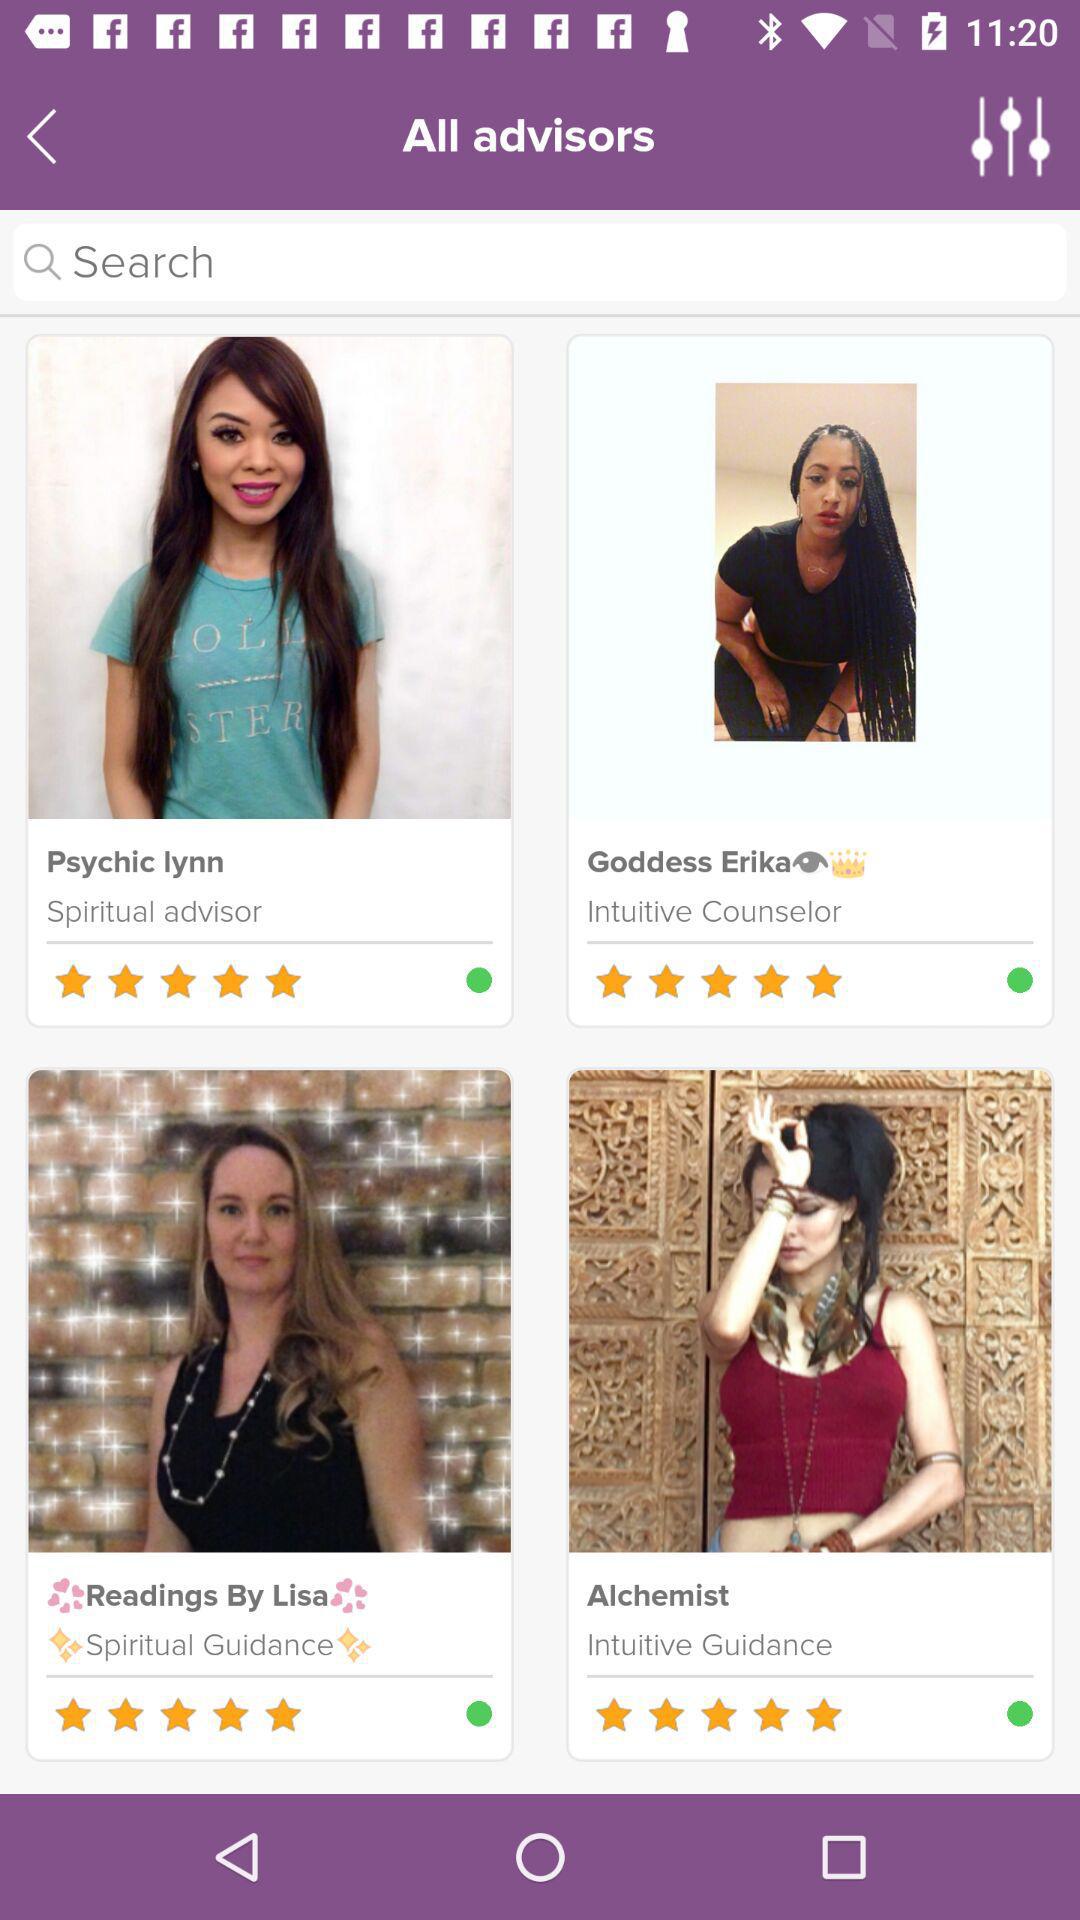 11:20
All advisors
Search
Psychic lynn
Spiritual advisor
Goddess Erika👁👑
Intuitive Counselor
💞Readings By Lisa💞
✨Spiritual Guidance✨
Alchemist
Intuitive Guidance